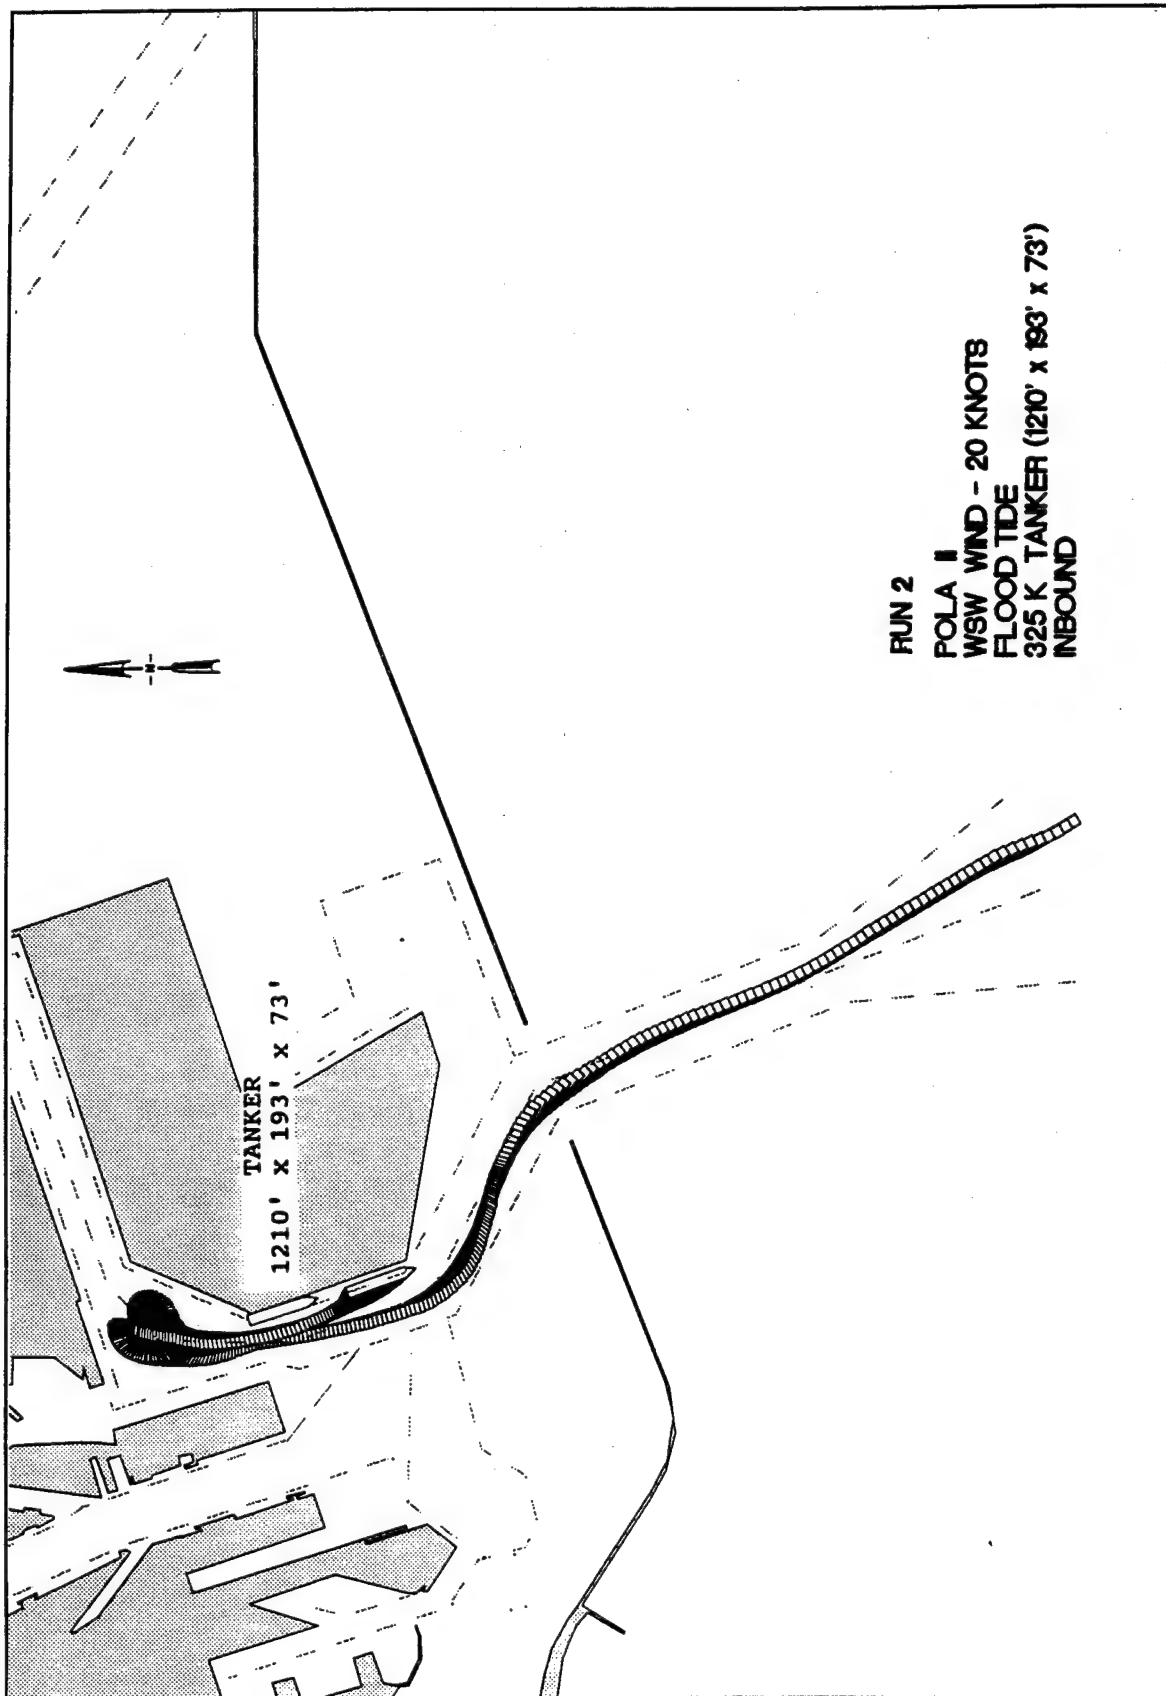 N
TANKER
1210' x 193' x 73'
RUN 2
POLA II
WSW WIND - 20 KNOTS
FLOOD TIDE
325 K TANKER (1210' x 193' x 73')
INBOUND